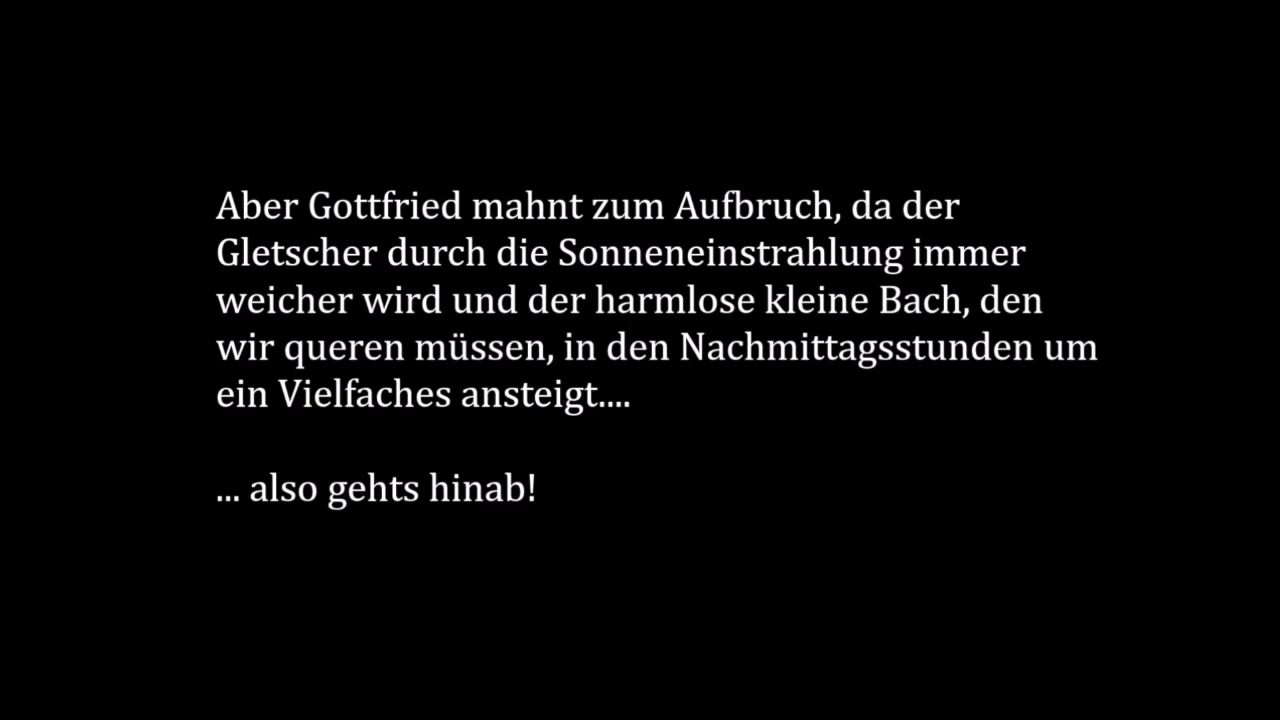 Aber Gottfried mahnt zum Aufbruch, da der
Gletscher durch die Sonneneinstrahlung immer
weicher wird und der harmlose kleine Bach, den
wir queren müssen, in den Nachmittagsstunden um
ein Vielfaches ansteigt....
... also gehts hinab!